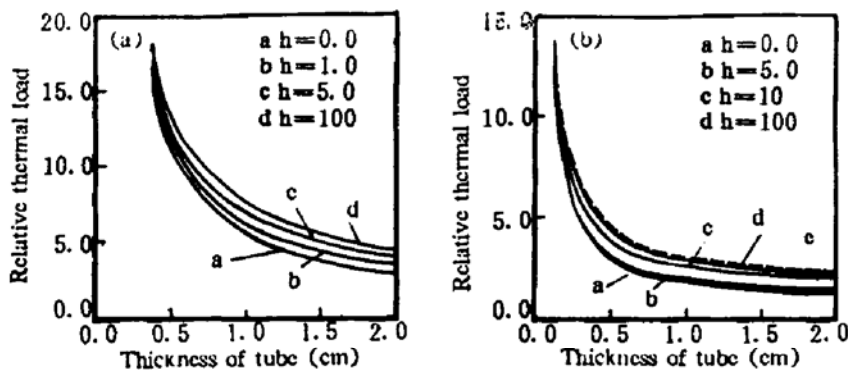 20.0
(a)
a h=0.0
b h=1.0
c h=5.0
d h=100
15.0
10.0
5.0
0.0
Relative thermal load
c
d
a
b
0.0 0.5 1.0 1.5 2.0
Thickness of tube (cm)
15.0
(b)
a h=0.0
b h=5.0
c h=10
d h=100
10.0
5.0
0.0
Relative thermal load
c
d
e
a
b
0.0 0.5 1.0 1.5 2.0
Thickness of tube (cm)